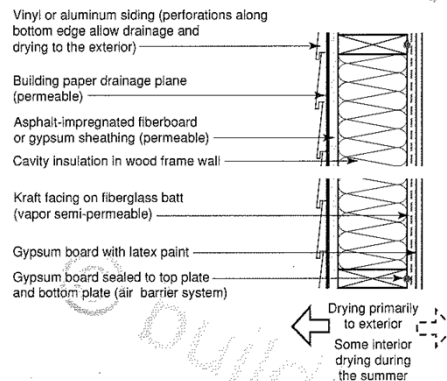 Vinyl or aluminum siding (perforations along
bottom edge allow drainage and
drying to the exterior)
Building paper drainage plane
(permeable)
Asphalt-impregnated fiberboard
or gypsum sheathing (permeable)
Cavity insulation in wood frame wall
Kraft facing on fiberglass batt
(vapor semi-permeable)
Gypsum board with latex paint
Gypsum board sealed to top plate
and bottom plate (air barrier system)
Drying primarily
to exterior
Some interior
drying during
the summer